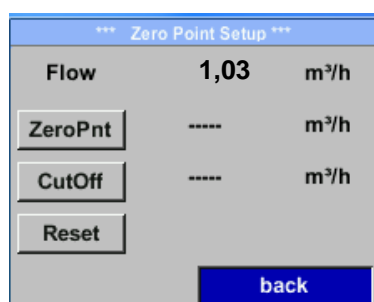 *** Zero Point Setup ***
Flow 1,03 m³/h
ZeroPnt ----- m³/h
CutOff ----- m³/h
Reset
back